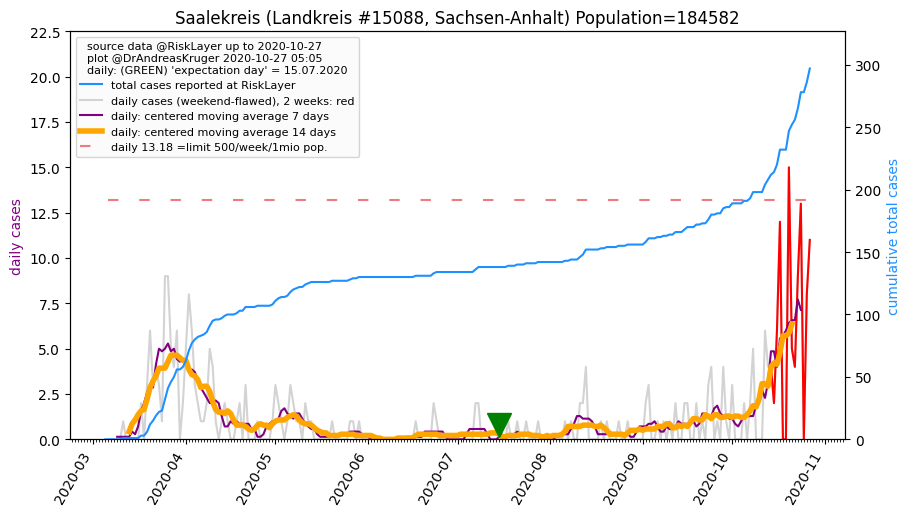 Saalekreis (Landkreis #15088, Sachsen-Anhalt) Population=184582
source data @RiskLayer up to 2020-10-27
plot @DrAndreasKruger 2020-10-27 05:05
daily: (GREEN) 'expectation day' = 15.07.2020
total cases reported at RiskLayer
daily cases (weekend-flawed), 2 weeks: red
daily: centered moving average 7 days
daily: centered moving average 14 days
daily 13.18 =limit 500/week/1mio pop.
daily cases
22.5
20.0
17.5
15.0
12.5
10.0
7.5
5.0
2.5
0.0
300
250
200
150
100
50
0
cumulative total cases
2020-03
2020-04
2020-05
2020-06
2020-07
2020-08
2020-09
2020-10
2020-11